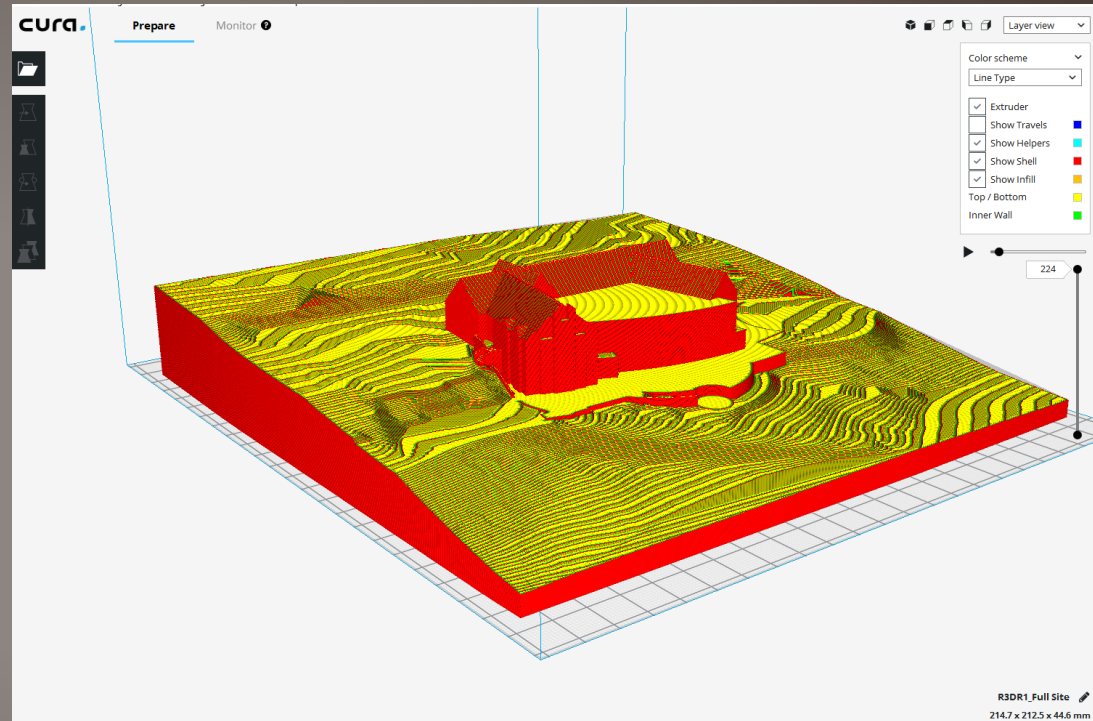 cura.
Prepare
Monitor ?
Layer view
Color scheme
Line Type
Extruder
Show Travels
Show Helpers
Show Shell
Show Infill
Top / Bottom
Inner Wall
224
R3DR1_Full Site
214.7 x 212.5 x 44.6 mm